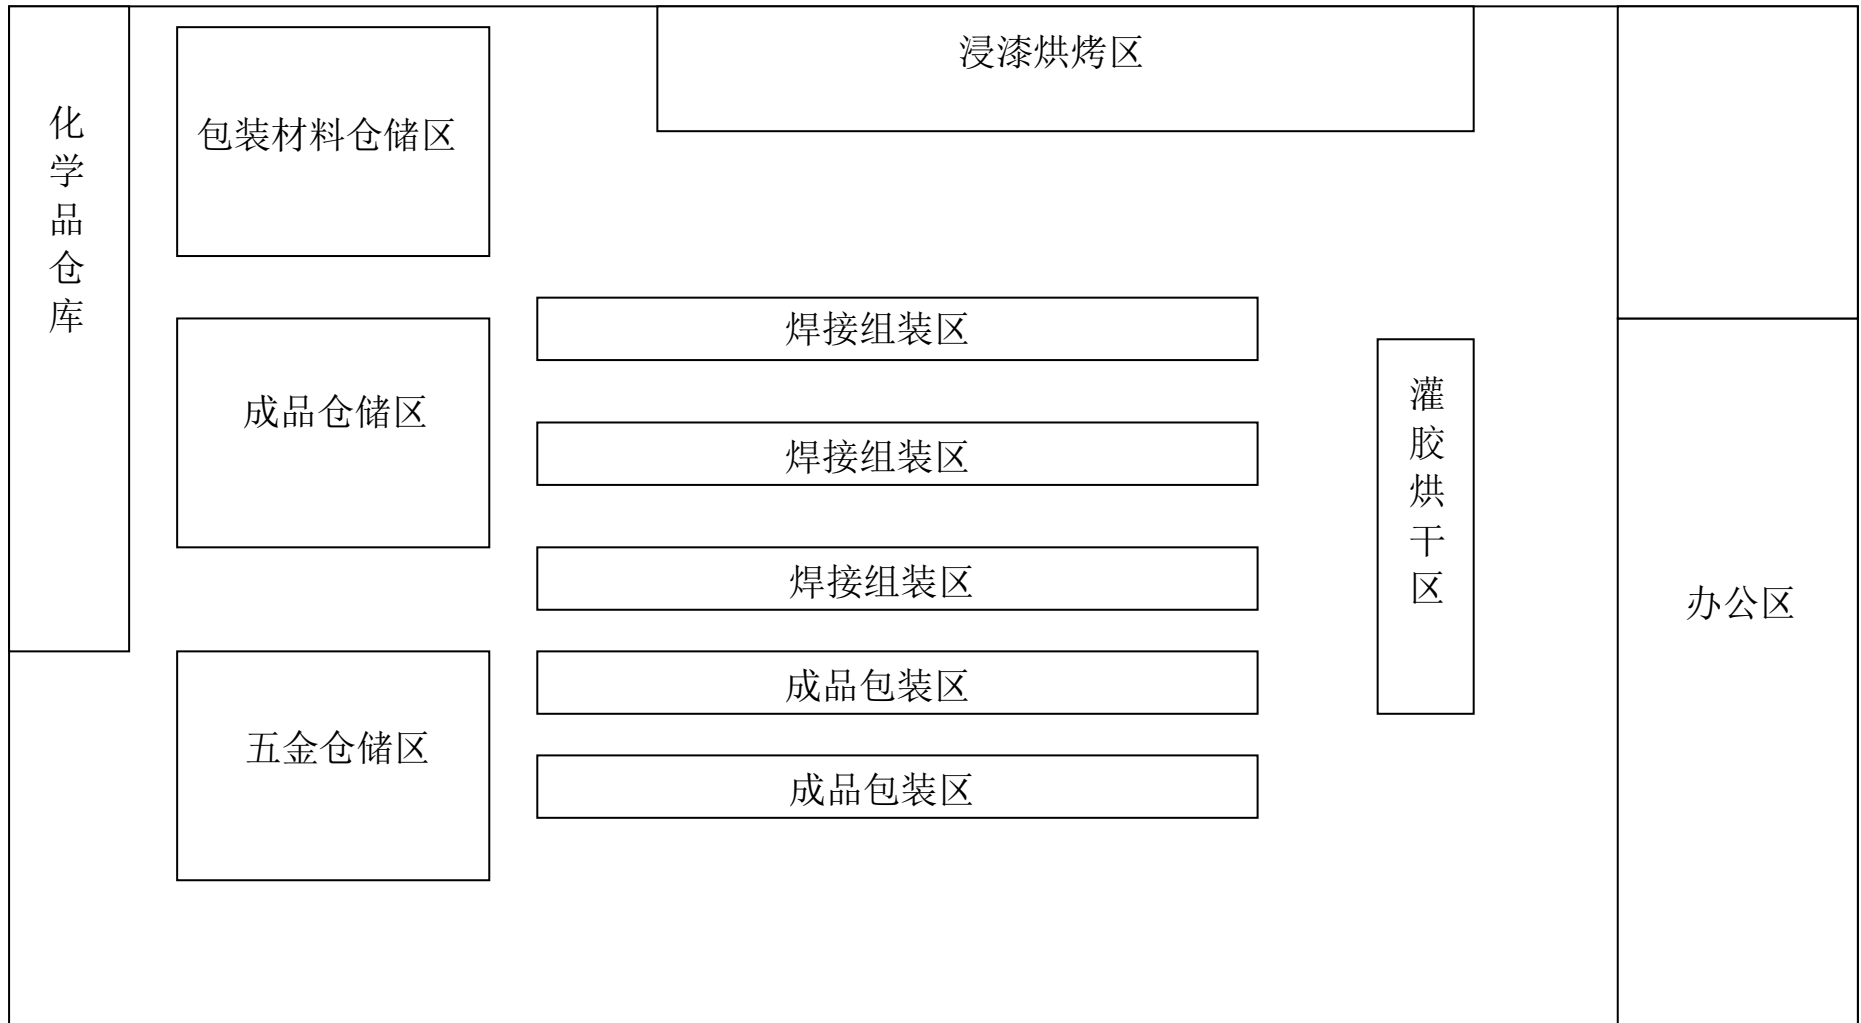 化学品仓库
包装材料仓储区
浸漆烘烤区
成品仓储区
焊接组装区
焊接组装区
焊接组装区
灌胶烘干区
办公区
五金仓储区
成品包装区
成品包装区